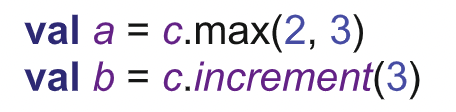 val a = c.max(2, 3)
val b = c.increment(3)